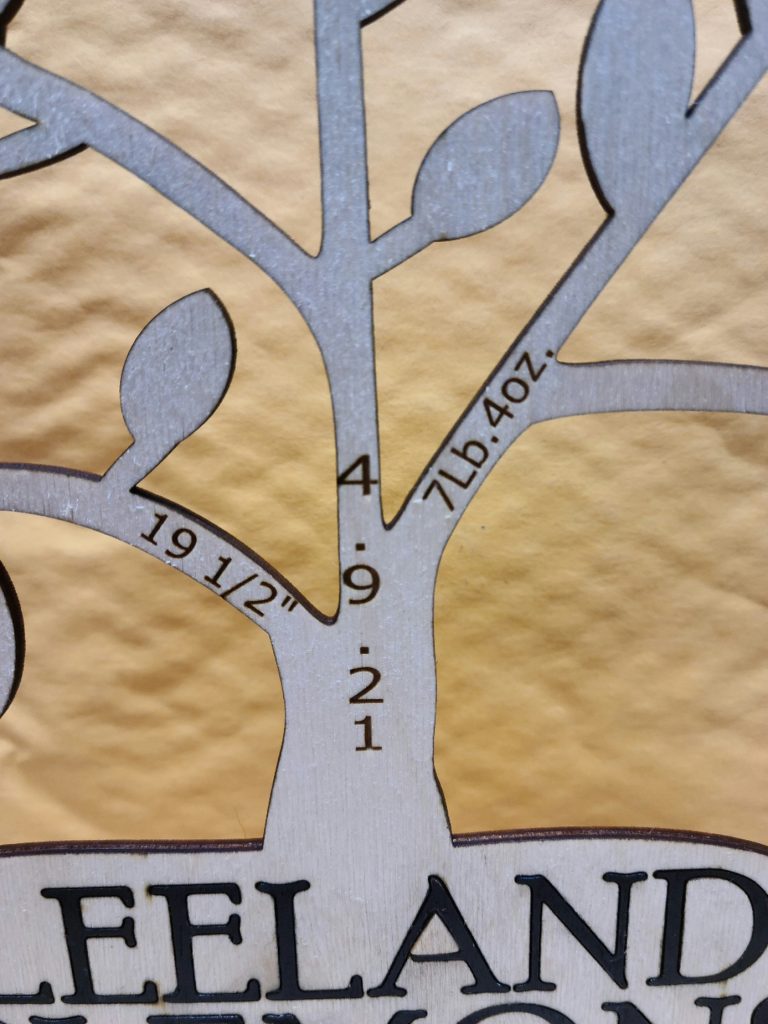 7Lb.4oz.
19 1/2"
4.9.21
LEELAND